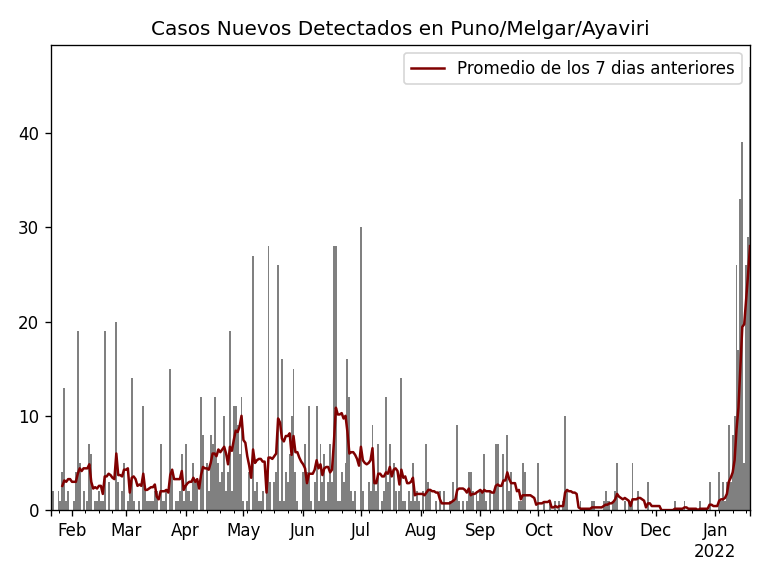 Casos Nuevos Detectados en Puno/Melgar/Ayaviri
Promedio de los 7 dias anteriores
40
30
20
10
0
Feb Mar Apr May Jun Jul Aug Sep Oct Nov Dec Jan
2022